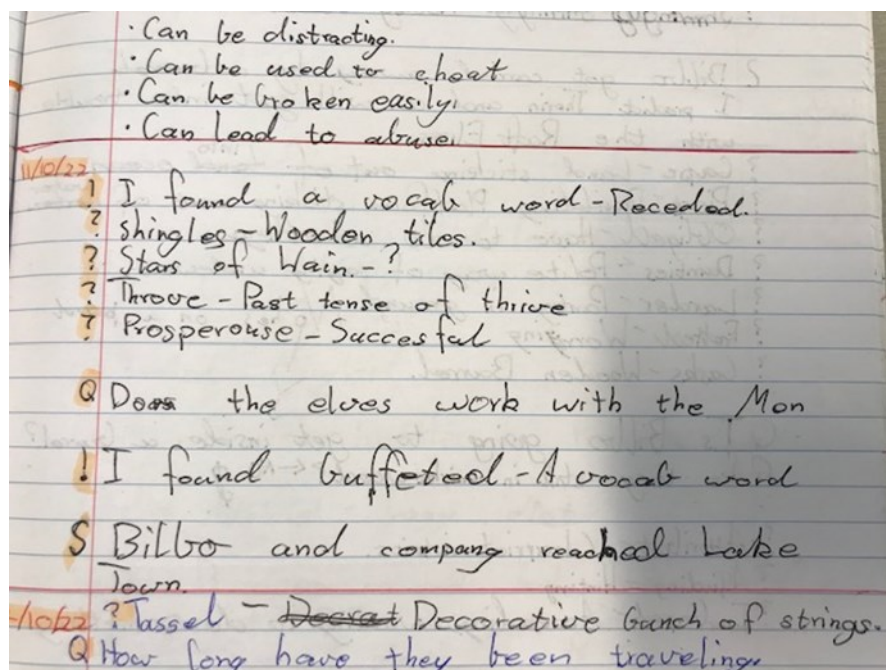 · Can be distracting.
· Can be used to cheat
· Can be broken easily.
· Can lead to abuse.
11/10/22
! I found a vocab word - Receded.
? shingles - Wooden tiles.
? Stars of Wain. - ?
? Throve - Past tense of thrive
? Prosperouse - Succesful
Q Does the elves work with the Men
! I found buffeted - A vocab word
S Bilbo and company reached Lake
Town.
/10/22 ? Tassel - Decorative bunch of strings.
Q How long have they been traveling